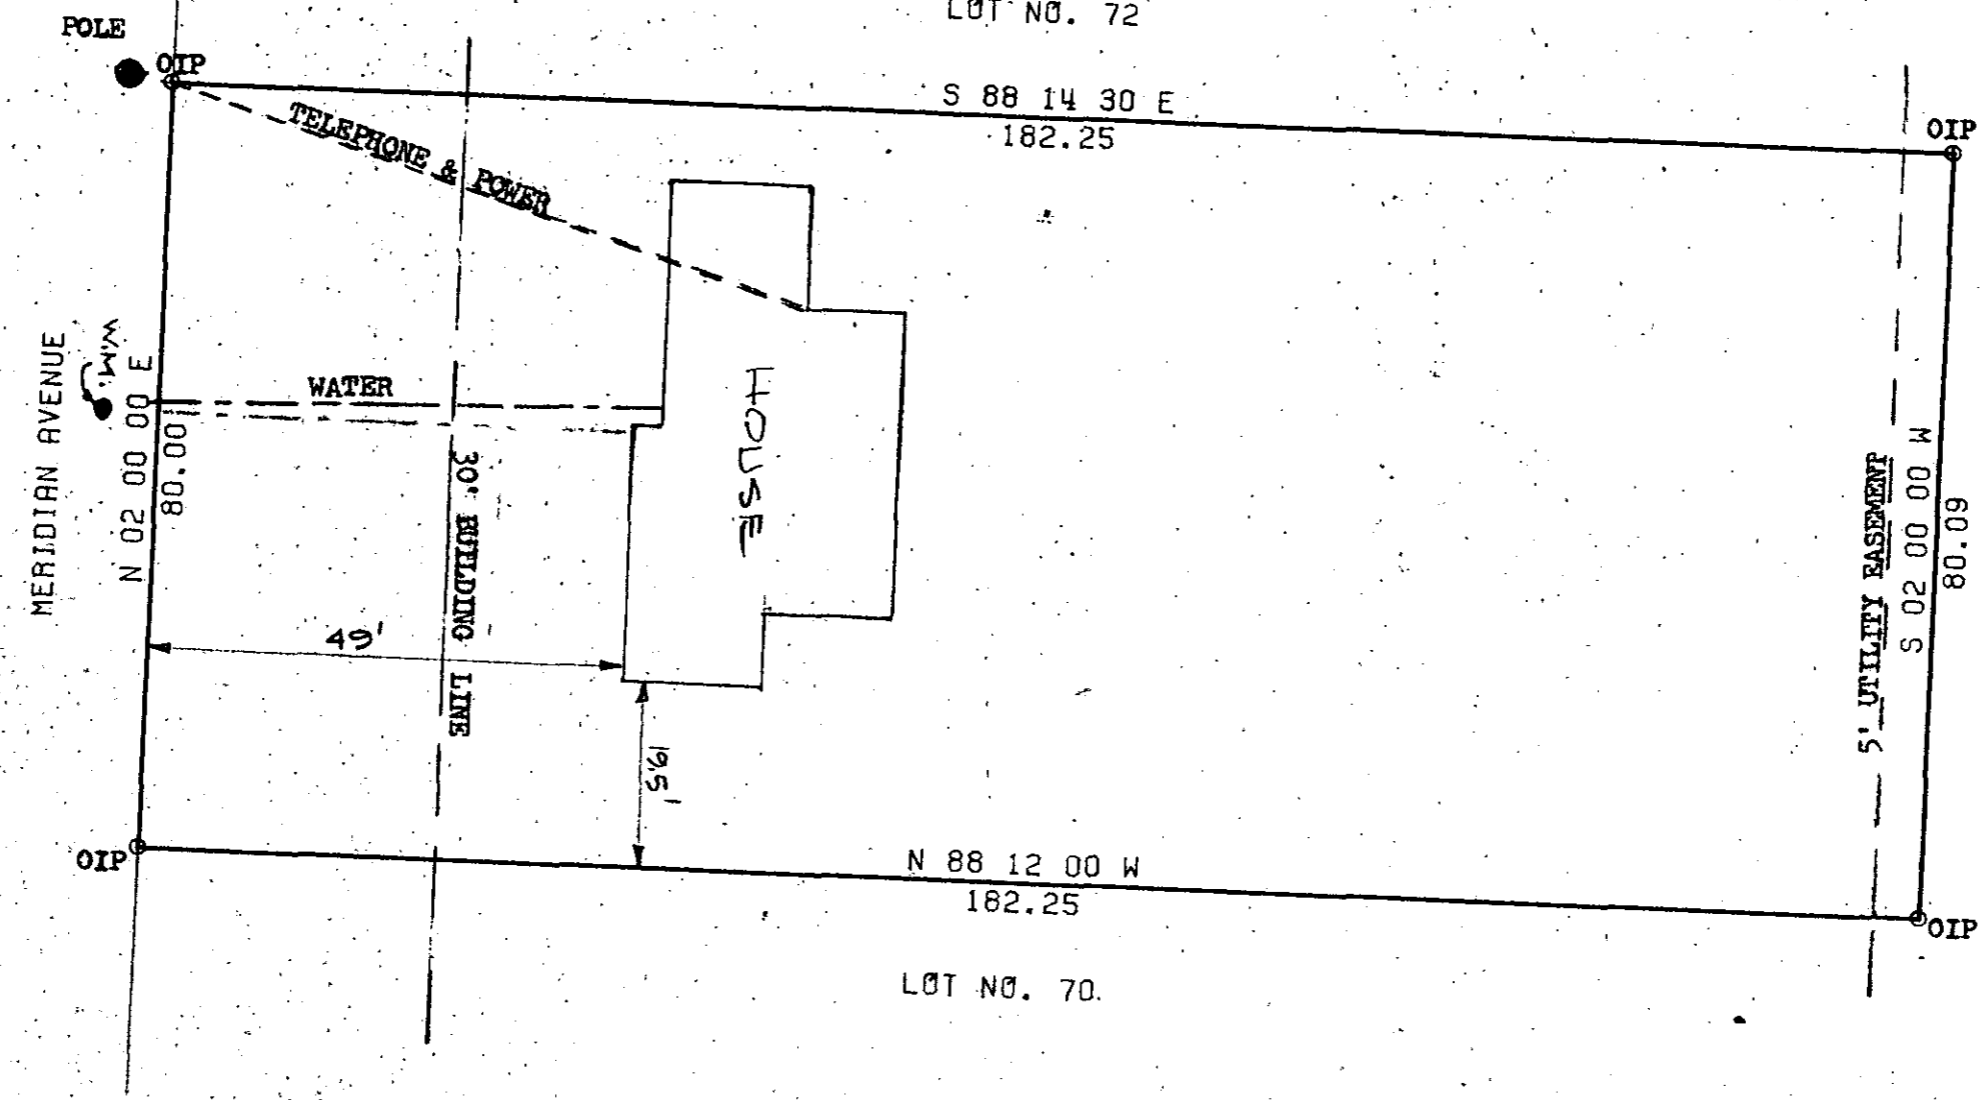 LOT NO. 72
POLE
OIP
S 88 14 30 E
182.25
OIP
TELEPHONE & POWER
MERIDIAN AVENUE
W.M.
N 02 00 00 E
80.00
WATER
HOUSE
30' BUILDING LINE
49'
19.5'
5' UTILITY EASEMENT
S 02 00 00 W
80.09
OIP
N 88 12 00 W
182.25
OIP
LOT NO. 70.